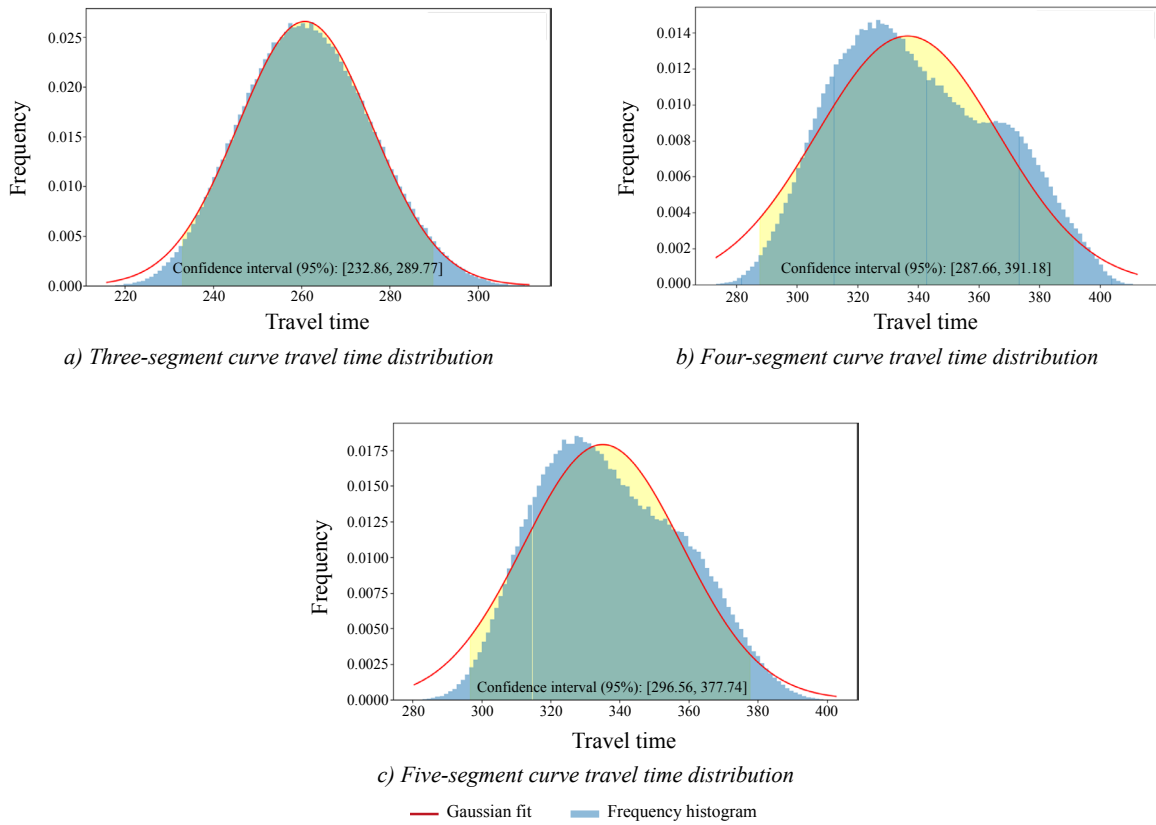 0.025
0.020
0.015
0.010
0.005
0.000
Frequency
Confidence interval (95%): [232.86, 289.77]
220 240 260 280 300
Travel time
a) Three-segment curve travel time distribution
0.014
0.012
0.010
0.008
0.006
0.004
0.002
0.000
Frequency
Confidence interval (95%): [287.66, 391.18]
280 300 320 340 360 380 400
Travel time
b) Four-segment curve travel time distribution
0.0175
0.0150
0.0125
0.0100
0.0075
0.0050
0.0025
0.0000
Frequency
Confidence interval (95%): [296.56, 377.74]
280 300 320 340 360 380 400
Travel time
c) Five-segment curve travel time distribution
Gaussian fit Frequency histogram